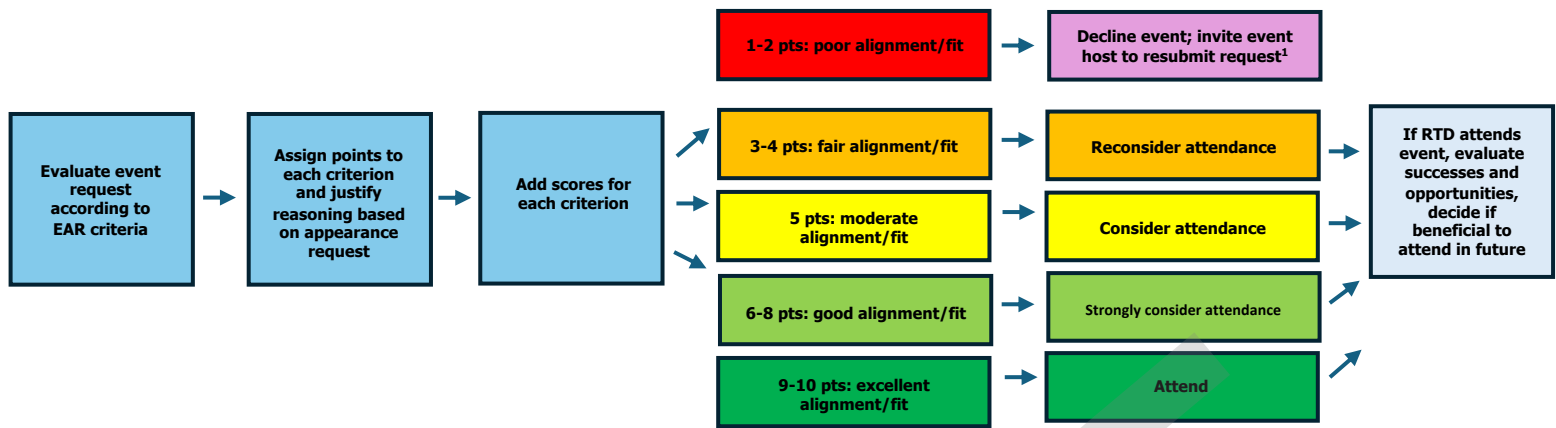 Evaluate event
request
according to
EAR criteria
Assign points to
each criterion
and justify
reasoning based
on appearance
request
Add scores for
each criterion
1-2 pts: poor alignment/fit
Decline event; invite event
host to resubmit request¹
3-4 pts: fair alignment/fit
Reconsider attendance
5 pts: moderate
alignment/fit
Consider attendance
6-8 pts: good alignment/fit
Strongly consider attendance
9-10 pts: excellent
alignment/fit
Attend
If RTD attends
event, evaluate
successes and
opportunities,
decide if
beneficial to
attend in future